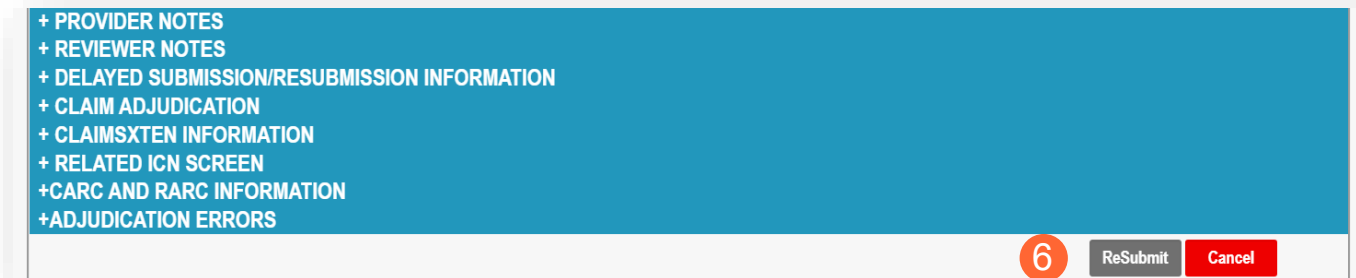 + PROVIDER NOTES
+ REVIEWER NOTES
+ DELAYED SUBMISSION/RESUBMISSION INFORMATION
+ CLAIM ADJUDICATION
+ CLAIMSXTEN INFORMATION
+ RELATED ICN SCREEN
+CARC AND RARC INFORMATION
+ADJUDICATION ERRORS
6 ReSubmit Cancel